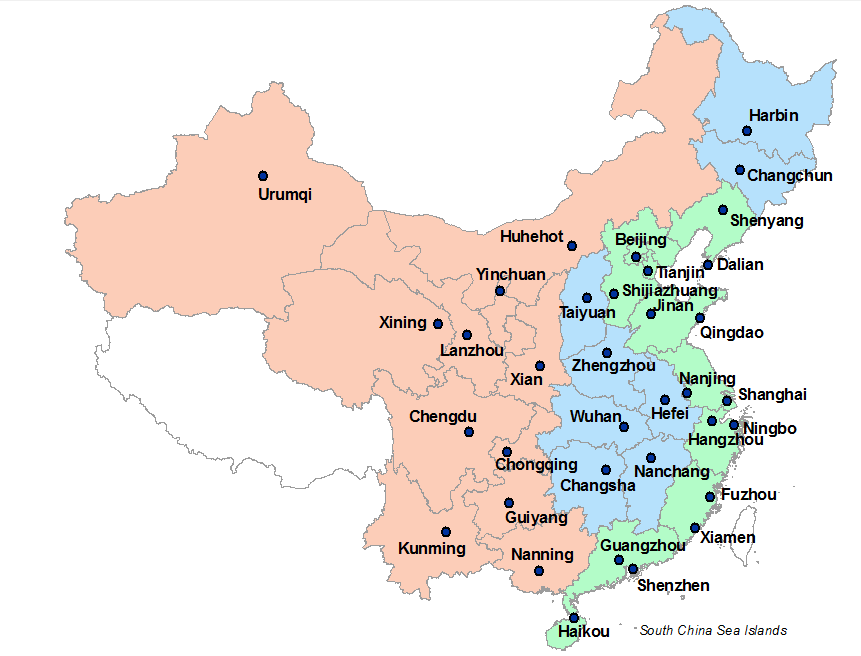 Harbin
Changchun
Urumqi
Shenyang
Huhehot
Beijing
Dalian
Tianjin
Yinchuan
Shijiazhuang
Jinan
Taiyuan
Xining
Qingdao
Lanzhou
Zhengzhou
Xian
Nanjing
Shanghai
Chengdu
Wuhan
Hefei
Ningbo
Hangzhou
Chongqing
Nanchang
Changsha
Fuzhou
Guiyang
Xiamen
Kunming
Guangzhou
Nanning
Shenzhen
Haikou
South China Sea Islands